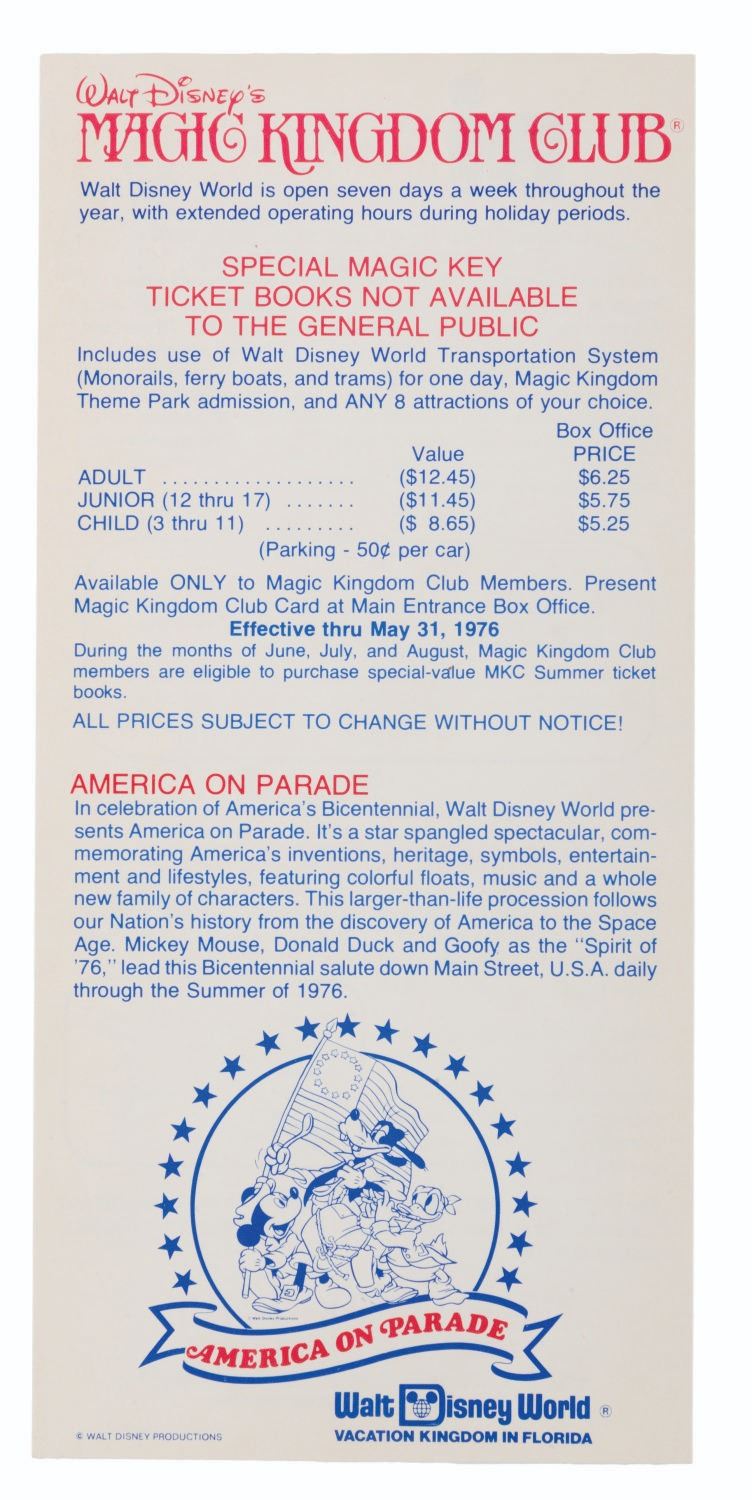 WALT DISNEY'S
MAGIC KINGDOM CLUB®
Walt Disney World is open seven days a week throughout the
year, with extended operating hours during holiday periods.
SPECIAL MAGIC KEY
TICKET BOOKS NOT AVAILABLE
TO THE GENERAL PUBLIC
Includes use of Walt Disney World Transportation System
(Monorails, ferry boats, and trams) for one day, Magic Kingdom
Theme Park admission, and ANY 8 attractions of your choice.
Box Office
Value PRICE
ADULT ................... ($12.45) $6.25
JUNIOR (12 thru 17) ....... ($11.45) $5.75
CHILD (3 thru 11) ......... ($ 8.65) $5.25
(Parking - 50¢ per car)
Available ONLY to Magic Kingdom Club Members. Present
Magic Kingdom Club Card at Main Entrance Box Office.
Effective thru May 31, 1976
During the months of June, July, and August, Magic Kingdom Club
members are eligible to purchase special-value MKC Summer ticket
books.
ALL PRICES SUBJECT TO CHANGE WITHOUT NOTICE!
AMERICA ON PARADE
In celebration of America's Bicentennial, Walt Disney World pre-
sents America on Parade. It's a star spangled spectacular, com-
memorating America's inventions, heritage, symbols, entertain-
ment and lifestyles, featuring colorful floats, music and a whole
new family of characters. This larger-than-life procession follows
our Nation's history from the discovery of America to the Space
Age. Mickey Mouse, Donald Duck and Goofy as the "Spirit of
'76," lead this Bicentennial salute down Main Street, U.S.A. daily
through the Summer of 1976.
© Walt Disney Productions
AMERICA ON PARADE
Walt Disney World ®
VACATION KINGDOM IN FLORIDA
© WALT DISNEY PRODUCTIONS